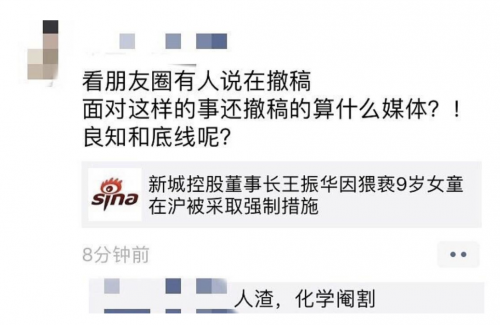 看朋友圈有人说在撤稿
面对这样的事还撤稿的算什么媒体？！
良知和底线呢？
sina
新城控股董事长王振华因猥亵9岁女童
在沪被采取强制措施
8分钟前
人渣，化学阉割